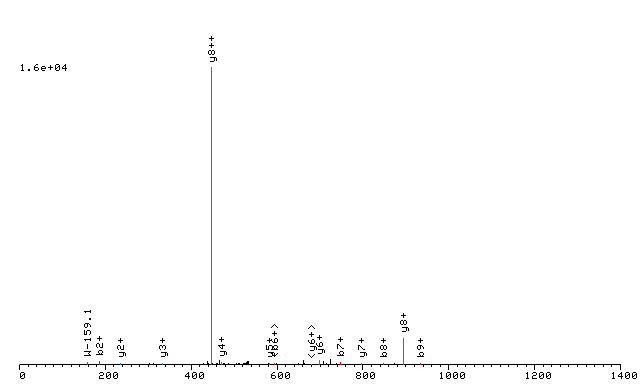 y8++
1.6e+04
W-159.1
b2+
y2+
y3+
y4+
y5+
<b6+>
<y6+>
y6+
b7+
y7+
b8+
y8+
b9+
0 200 400 600 800 1000 1200 1400